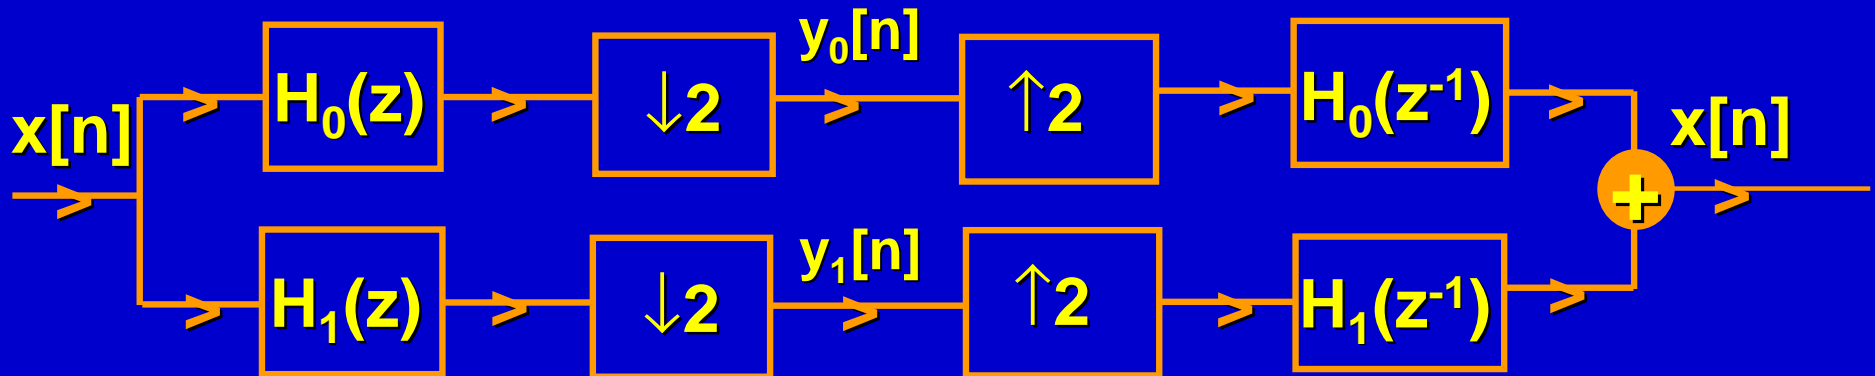 x[n]
H₀(z)
↓2
y₀[n]
↑2
H₀(z⁻¹)
+
x[n]
H₁(z)
↓2
y₁[n]
↑2
H₁(z⁻¹)